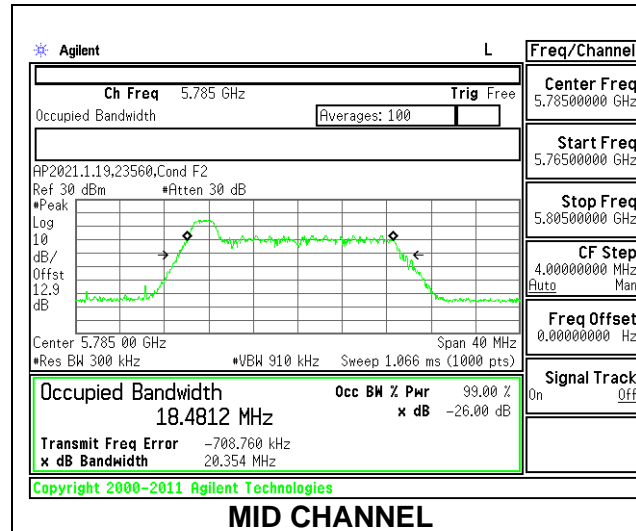 Agilent L Freq/Channel
Ch Freq 5.785 GHz Trig Free
Occupied Bandwidth Averages: 100
Center Freq
5.78500000 GHz
Start Freq
5.76500000 GHz
Stop Freq
5.80500000 GHz
CF Step
4.00000000 MHz
Auto Man
Freq Offset
0.00000000 Hz
Signal Track
On Off
AP2021.1.19,23560,Cond F2
Ref 30 dBm #Atten 30 dB
#Peak
Log
10
dB/
Offst
12.9
dB
Center 5.785 00 GHz Span 40 MHz
#Res BW 300 kHz #VBW 910 kHz Sweep 1.066 ms (1000 pts)
Occupied Bandwidth Occ BW % Pwr 99.00 %
18.4812 MHz x dB -26.00 dB
Transmit Freq Error -708.760 kHz
x dB Bandwidth 20.354 MHz
Copyright 2000-2011 Agilent Technologies
MID CHANNEL